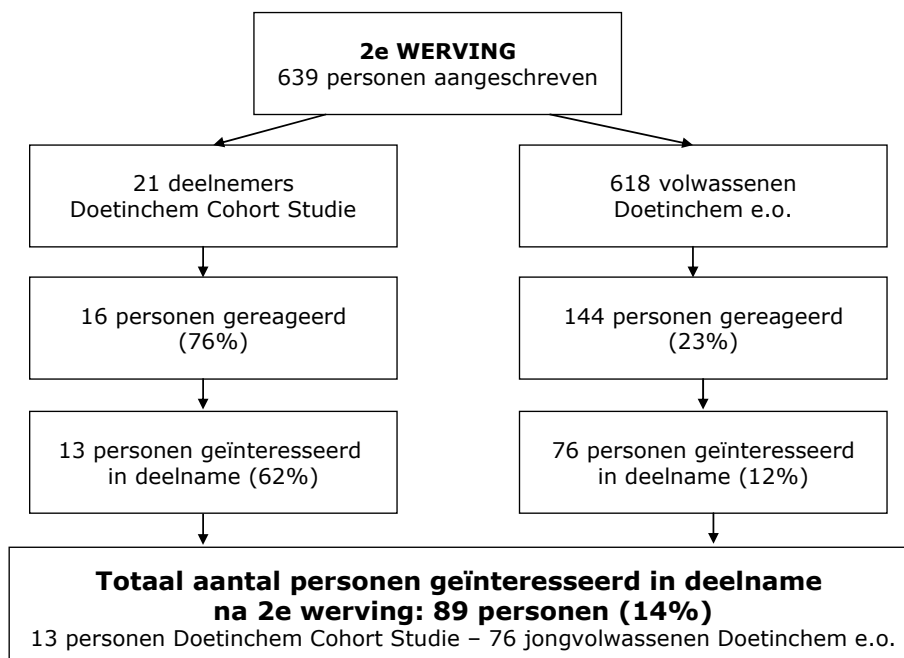 2e WERVING
639 personen aangeschreven
21 deelnemers
Doetinchem Cohort Studie
618 volwassenen
Doetinchem e.o.
16 personen gereageerd
(76%)
144 personen gereageerd
(23%)
13 personen geïnteresseerd
in deelname (62%)
76 personen geïnteresseerd
in deelname (12%)
Totaal aantal personen geïnteresseerd in deelname
na 2e werving: 89 personen (14%)
13 personen Doetinchem Cohort Studie – 76 jongvolwassenen Doetinchem e.o.